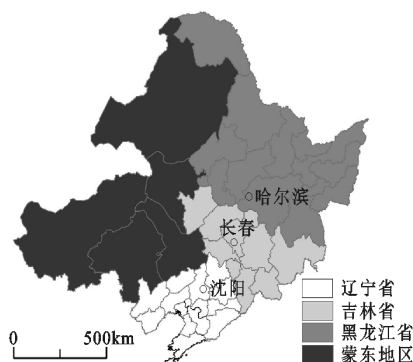 哈尔滨
长春
沈阳
辽宁省
吉林省
黑龙江省
蒙东地区
0 500km